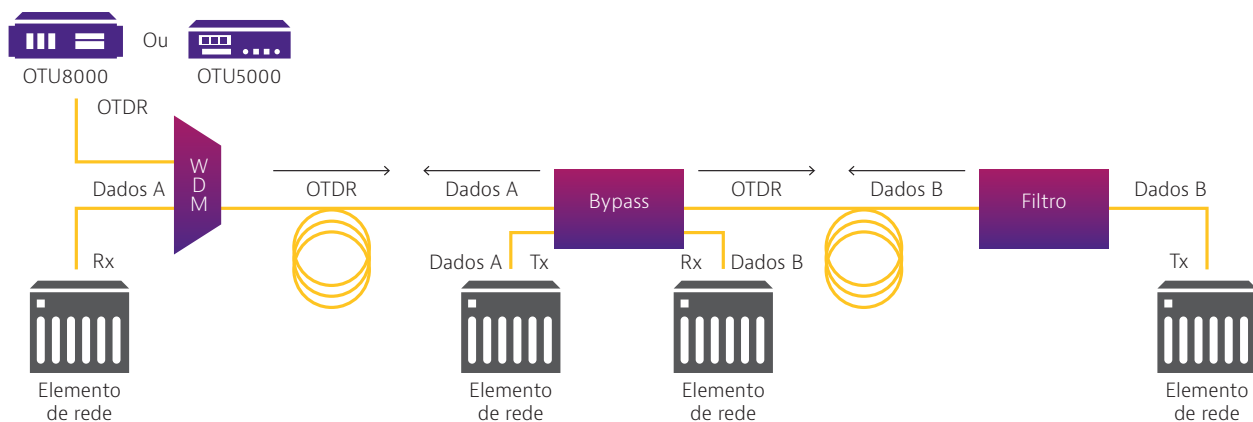 Ou
OTU8000
OTU5000
OTDR
WDM
Dados A
OTDR
Dados A
Bypass
OTDR
Dados B
Filtro
Dados B
Rx
Dados A
Tx
Rx
Dados B
Tx
Elemento
de rede
Elemento
de rede
Elemento
de rede
Elemento
de rede